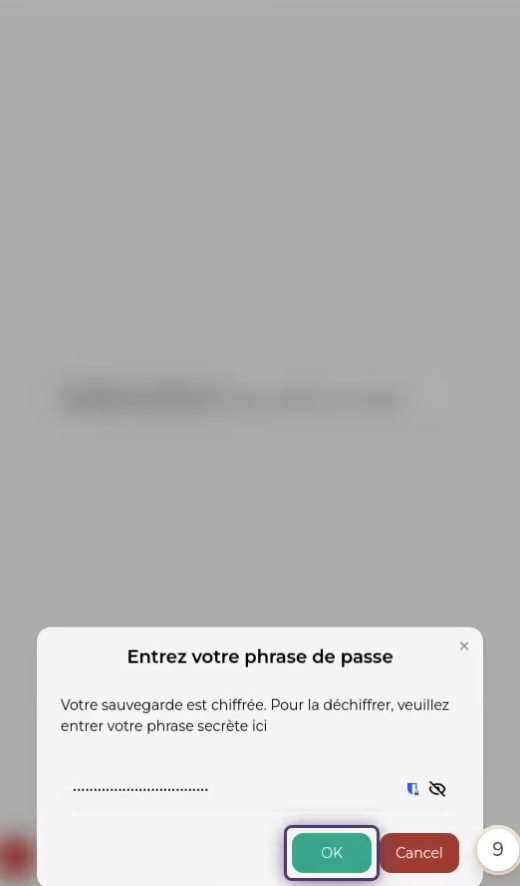 Entrez votre phrase de passe
×
Votre sauvegarde est chiffrée. Pour la déchiffrer, veuillez
entrer votre phrase secrète ici
OK
Cancel
9